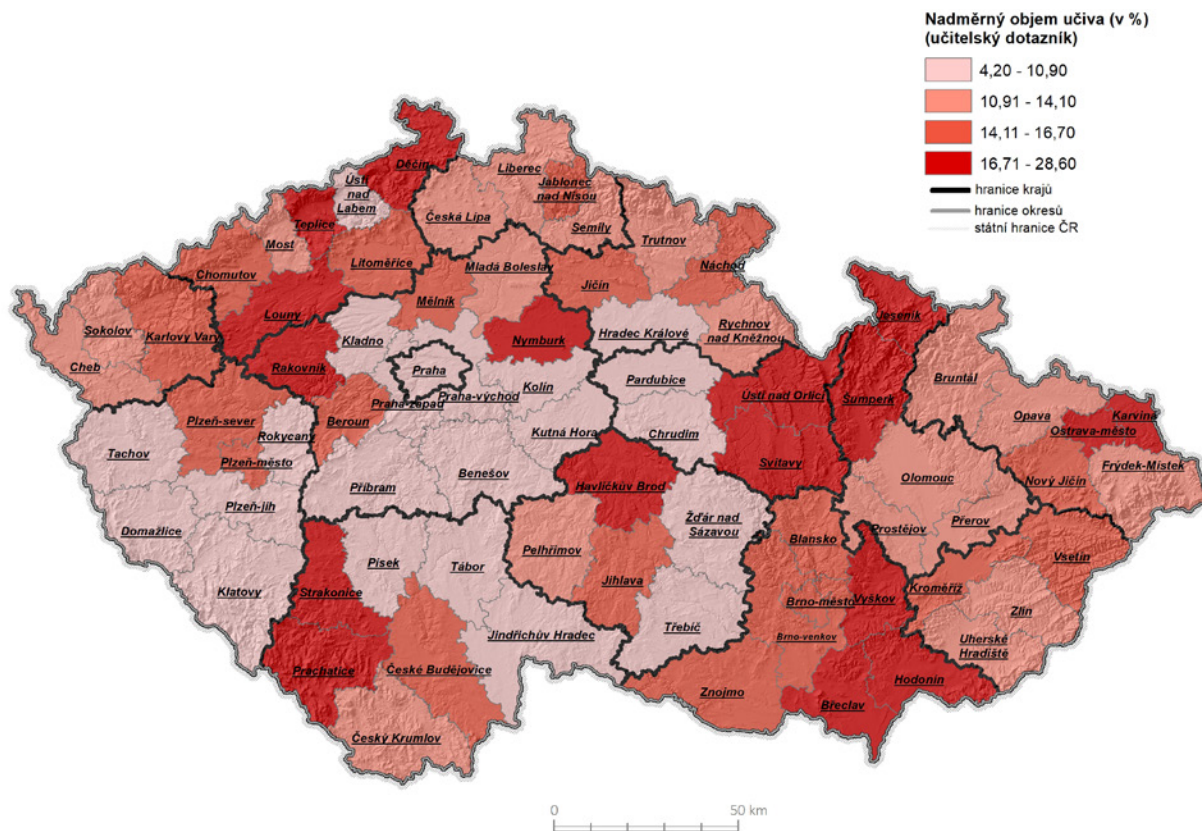 Nadměrný objem učiva (v %)
(učitelský dotazník)
4,20 - 10,90
10,91 - 14,10
14,11 - 16,70
16,71 - 28,60
hranice krajů
hranice okresů
státní hranice ČR
Děčín
Ústí
nad
Labem
Teplice
Liberec
Jablonec
nad Nisou
Česká Lípa
Semily
Most
Trutnov
Litoměřice
Chomutov
Mladá Boleslav
Náchod
Jičín
Mělník
Louny
Jeseník
Sokolov
Karlovy Vary
Kladno
Nymburk
Hradec Králové
Rychnov
nad Kněžnou
Cheb
Rakovník
Praha
Bruntál
Kolín
Pardubice
Praha-východ
Praha-západ
Ústí nad Orlicí
Šumperk
Opava
Karviná
Ostrava-město
Plzeň-sever
Beroun
Rokycany
Kutná Hora
Chrudim
Tachov
Plzeň-město
Svitavy
Frýdek-Místek
Benešov
Olomouc
Nový Jičín
Příbram
Havlíčkův Brod
Plzeň-jih
Domažlice
Žďár nad
Sázavou
Přerov
Prostějov
Blansko
Pelhřimov
Vsetín
Písek
Tábor
Jihlava
Kroměříž
Klatovy
Strakonice
Brno-město
Vyškov
Zlín
Třebíč
Jindřichův Hradec
Brno-venkov
Uherské
Hradiště
Prachatice
České Budějovice
Hodonín
Znojmo
Břeclav
Český Krumlov
0 50 km